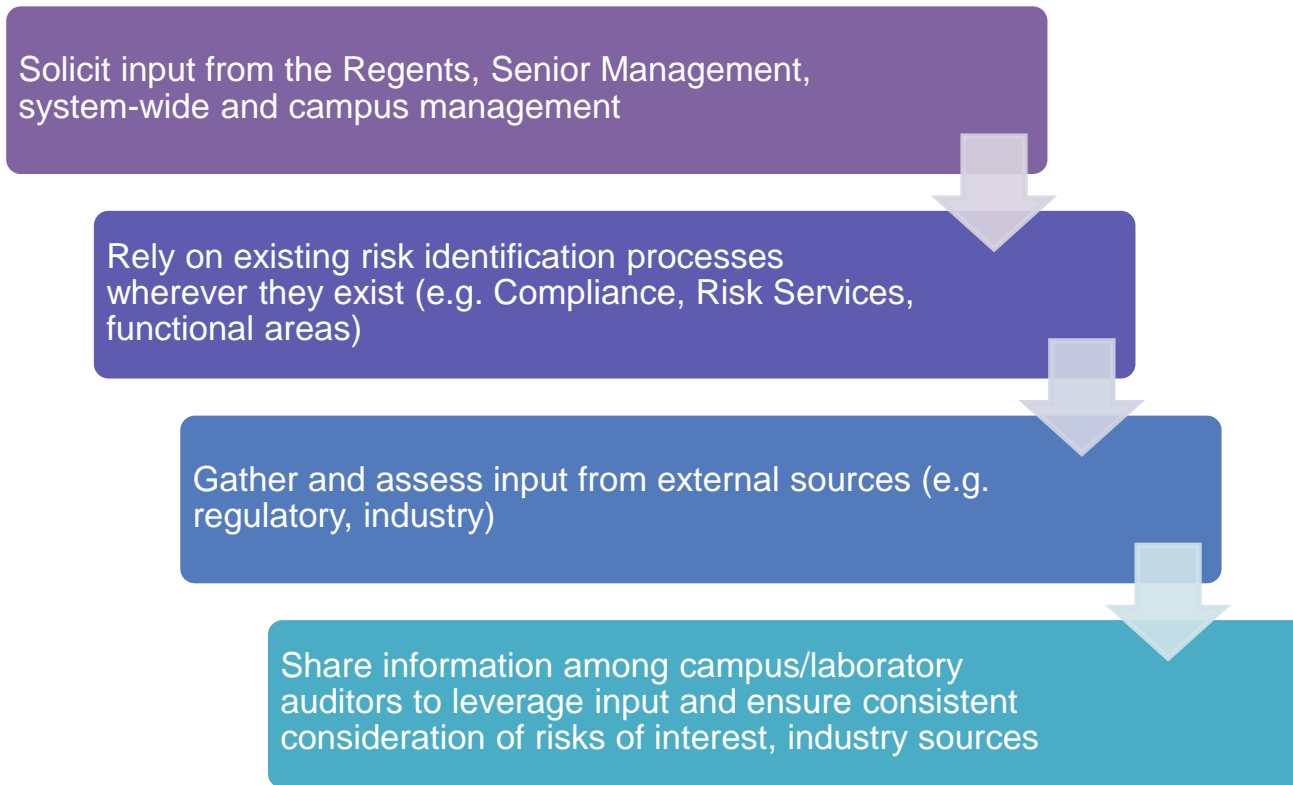 Solicit input from the Regents, Senior Management,
system-wide and campus management
Rely on existing risk identification processes
wherever they exist (e.g. Compliance, Risk Services,
functional areas)
Gather and assess input from external sources (e.g.
regulatory, industry)
Share information among campus/laboratory
auditors to leverage input and ensure consistent
consideration of risks of interest, industry sources